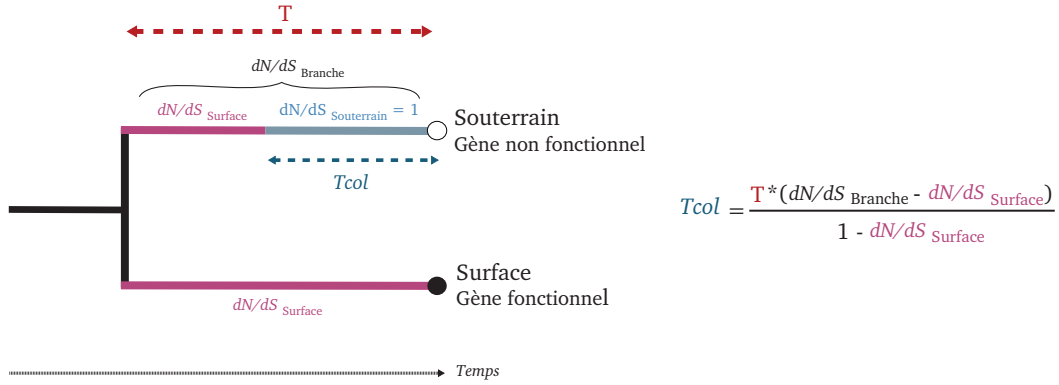 T
dN/dS Branche
dN/dS Surface
dN/dS Souterrain = 1
Souterrain
Gène non fonctionnel
Tcol
Tcol = T*(dN/dS Branche - dN/dS Surface)
1 - dN/dS Surface
Surface
Gène fonctionnel
dN/dS Surface
Temps